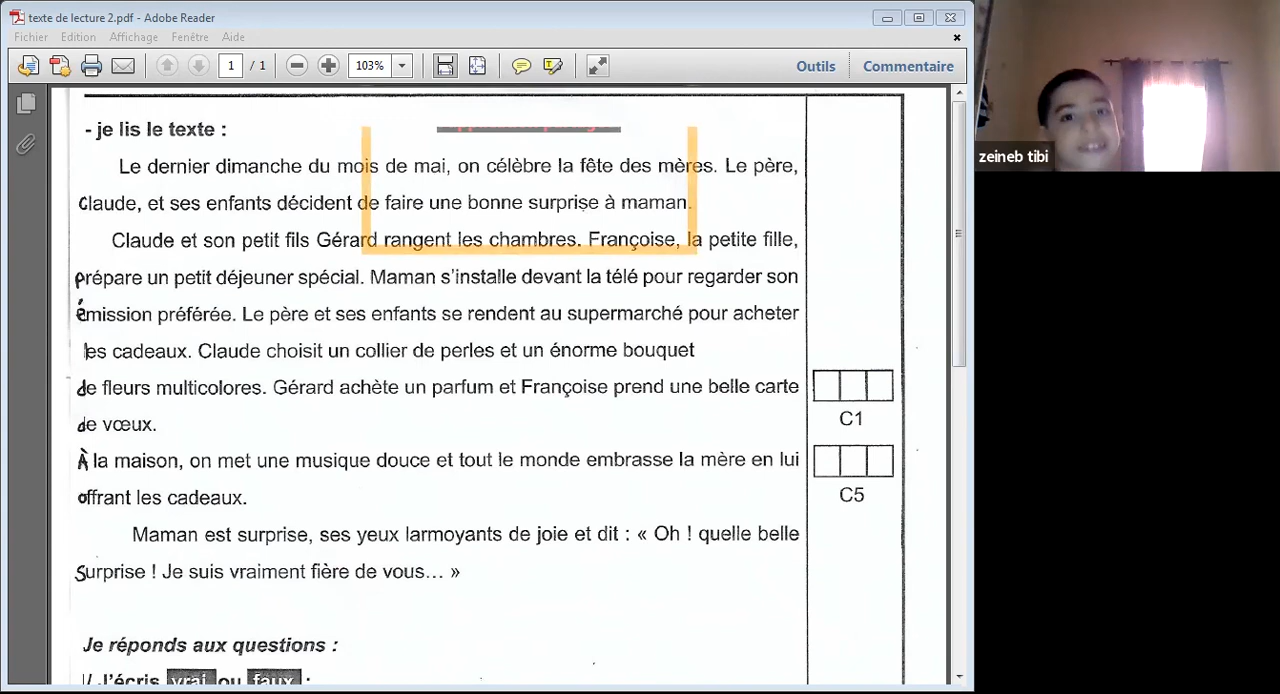 texte de lecture 2.pdf - Adobe Reader
Fichier Edition Affichage Fenêtre Aide
1 / 1 103% Outils Commentaire
- je lis le texte :
Le dernier dimanche du mois de mai, on célèbre la fête des mères. Le père,
Claude, et ses enfants décident de faire une bonne surprise à maman.
Claude et son petit fils Gérard rangent les chambres. Françoise, la petite fille,
prépare un petit déjeuner spécial. Maman s'installe devant la télé pour regarder son
émission préférée. Le père et ses enfants se rendent au supermarché pour acheter
les cadeaux. Claude choisit un collier de perles et un énorme bouquet
de fleurs multicolores. Gérard achète un parfum et Françoise prend une belle carte
de vœux.
C1
À la maison, on met une musique douce et tout le monde embrasse la mère en lui
offrant les cadeaux.
C5
Maman est surprise, ses yeux larmoyants de joie et dit : « Oh ! quelle belle
Surprise ! Je suis vraiment fière de vous... »
Je réponds aux questions :
1/ J'écris vrai ou faux :
zeineb tibi